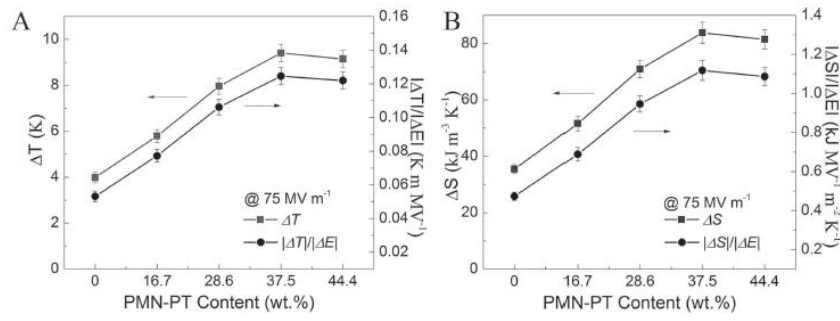 A
ΔT (K)
10
8
6
4
2
0
0.16
0.14
0.12
0.10
0.08
0.06
0.04
0.02
|ΔT|/|ΔE| (K m MV⁻¹)
@ 75 MV m⁻¹
ΔT
|ΔT|/|ΔE|
0 16.7 28.6 37.5 44.4
PMN-PT Content (wt.%)
B
ΔS (kJ m⁻³ K⁻¹)
80
60
40
20
0
1.4
1.2
1.0
0.8
0.6
0.4
0.2
|ΔS|/|ΔE| (kJ MV⁻¹ m⁻² K⁻¹)
@ 75 MV m⁻¹
ΔS
|ΔS|/|ΔE|
0 16.7 28.6 37.5 44.4
PMN-PT Content (wt.%)